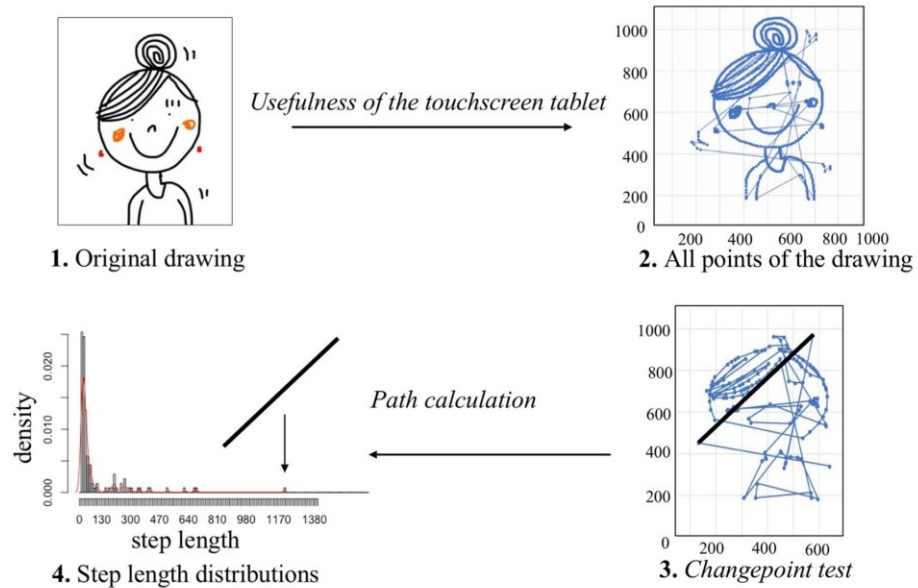 Usefulness of the touchscreen tablet
1. Original drawing
1000
800
600
400
200
0
200 400 600 800 1000
2. All points of the drawing
density
0.020
0.010
0.000
0 130 300 470 640 810 980 1170 1380
step length
4. Step length distributions
Path calculation
1000
800
600
400
200
0
200 400 600
3. Changepoint test